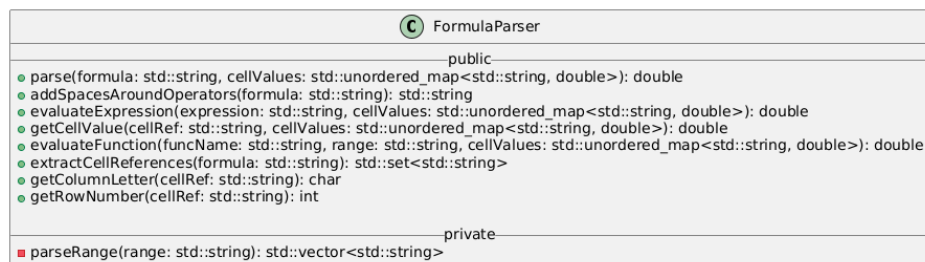 C FormulaParser
public
parse(formula: std::string, cellValues: std::unordered_map<std::string, double>): double
addSpacesAroundOperators(formula: std::string): std::string
evaluateExpression(expression: std::string, cellValues: std::unordered_map<std::string, double>): double
getCellValue(cellRef: std::string, cellValues: std::unordered_map<std::string, double>): double
evaluateFunction(funcName: std::string, range: std::string, cellValues: std::unordered_map<std::string, double>): double
extractCellReferences(formula: std::string): std::set<std::string>
getColumnLetter(cellRef: std::string): char
getRowNumber(cellRef: std::string): int
private
parseRange(range: std::string): std::vector<std::string>